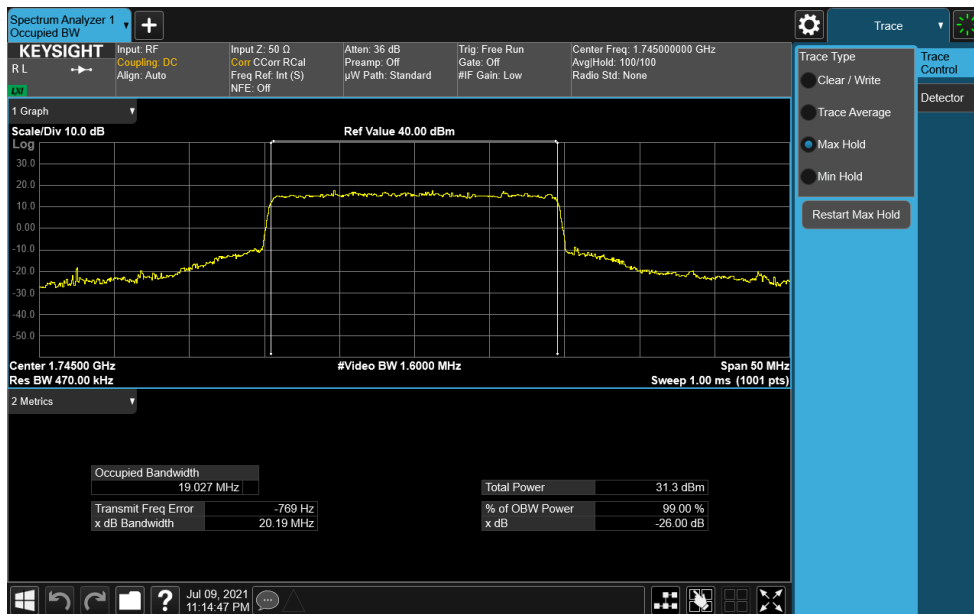 Spectrum Analyzer 1
Occupied BW
+
Trace
KEYSIGHT
R L
LXI
Input: RF
Coupling: DC
Align: Auto
Input Z: 50 Ω
Corr CCorr RCal
Freq Ref: Int (S)
NFE: Off
Atten: 36 dB
Preamp: Off
µW Path: Standard
Trig: Free Run
Gate: Off
#IF Gain: Low
Center Freq: 1.745000000 GHz
Avg|Hold: 100/100
Radio Std: None
Trace Type
Clear / Write
Trace Average
Max Hold
Min Hold
Restart Max Hold
Trace
Control
Detector
1 Graph
Scale/Div 10.0 dB
Ref Value 40.00 dBm
Log
30.0
20.0
10.0
0.00
-10.0
-20.0
-30.0
-40.0
-50.0
Center 1.74500 GHz
#Video BW 1.6000 MHz
Span 50 MHz
Res BW 470.00 kHz
Sweep 1.00 ms (1001 pts)
2 Metrics
Occupied Bandwidth
19.027 MHz
Total Power 31.3 dBm
Transmit Freq Error -769 Hz
% of OBW Power 99.00 %
x dB Bandwidth 20.19 MHz
x dB -26.00 dB
?
Jul 09, 2021
11:14:47 PM